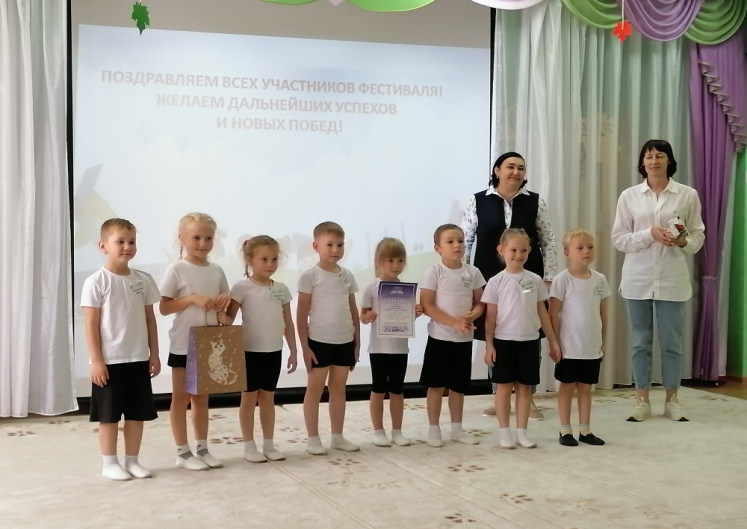 ПОЗДРАВЛЯЕМ ВСЕХ УЧАСТНИКОВ ФЕСТИВАЛЯ!
ЖЕЛАЕМ ДАЛЬНЕЙШИХ УСПЕХОВ
И НОВЫХ ПОБЕД!